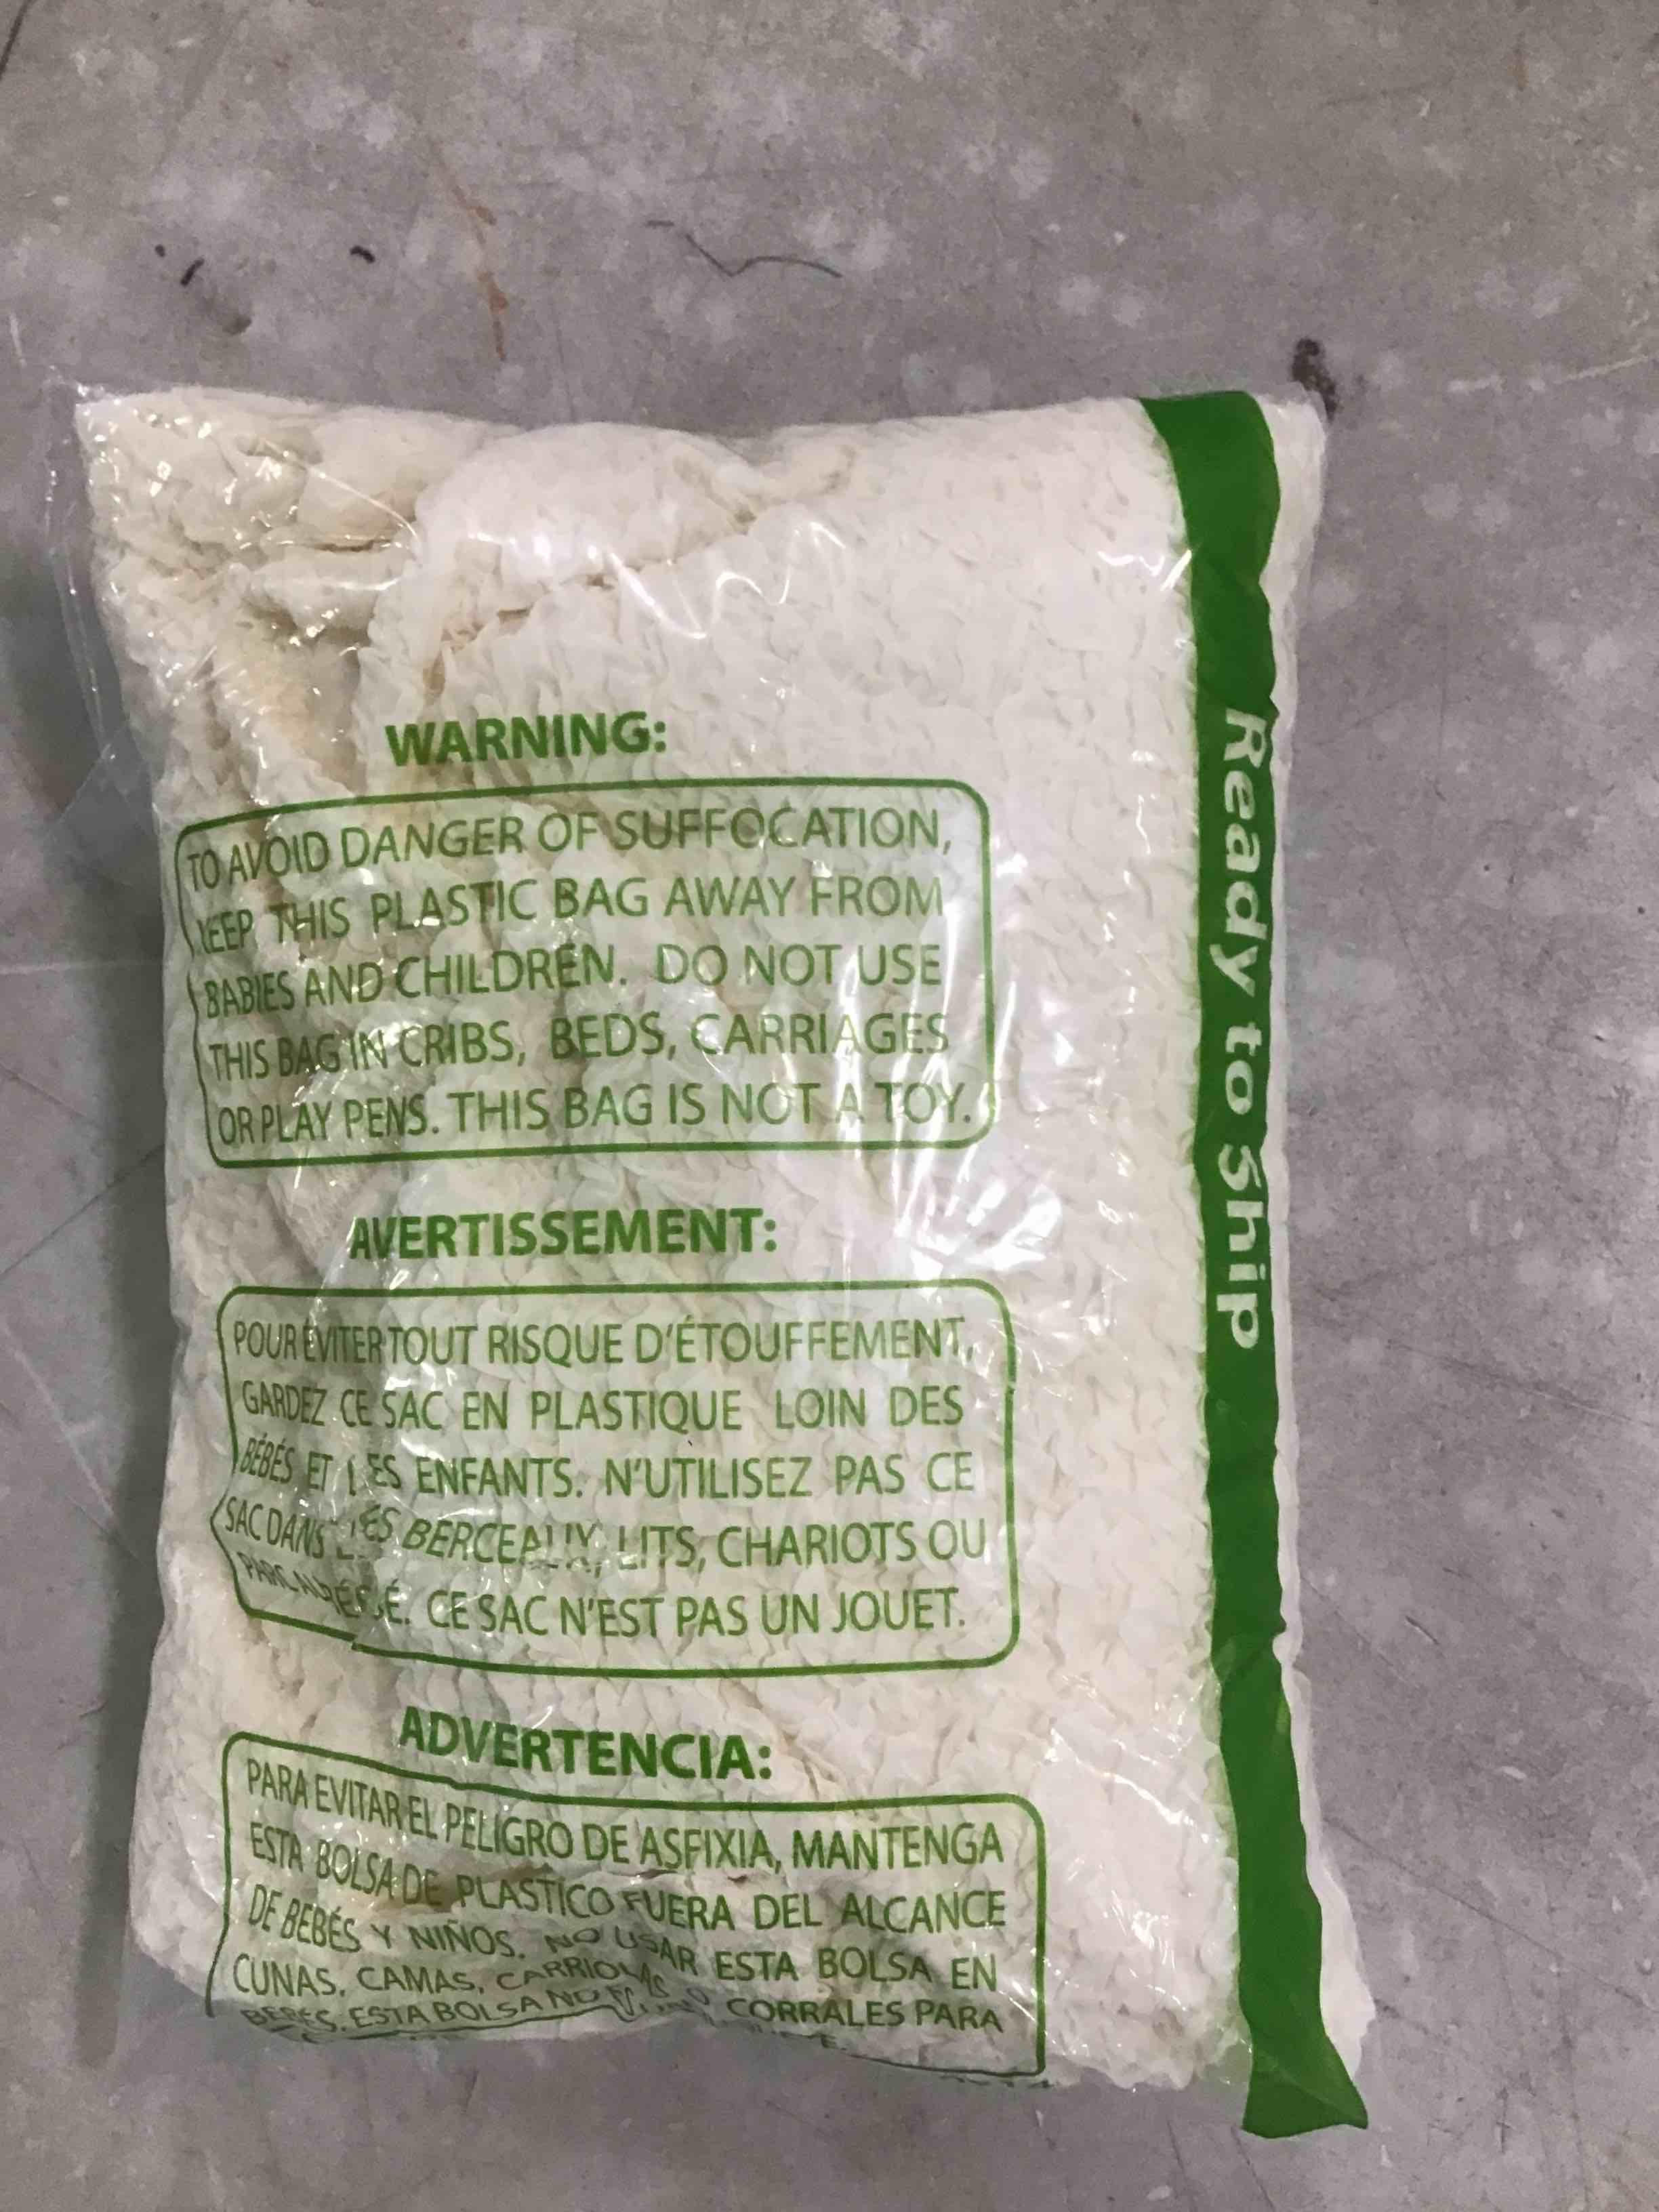 WARNING:
TO AVOID DANGER OF SUFFOCATION,
KEEP THIS PLASTIC BAG AWAY FROM
BABIES AND CHILDREN. DO NOT USE
THIS BAG IN CRIBS, BEDS, CARRIAGES
OR PLAY PENS. THIS BAG IS NOT A TOY.
AVERTISSEMENT:
POUR ÉVITER TOUT RISQUE D'ÉTOUFFEMENT,
GARDEZ CE SAC EN PLASTIQUE LOIN DES
BÉBÉS ET LES ENFANTS. N'UTILISEZ PAS CE
SAC DANS LES BERCEAUX, LITS, CHARIOTS OU
CE SAC N'EST PAS UN JOUET.
ADVERTENCIA:
PARA EVITAR EL PELIGRO DE ASFIXIA, MANTENGA
ESTA BOLSA DE PLASTICO FUERA DEL ALCANCE
DE BEBÉS Y NIÑOS. NO USAR ESTA BOLSA EN
CUNAS, CAMAS, CARRIOLAS O CORRALES PARA
BEBES. ESTA BOLSA NO
Ready to Ship